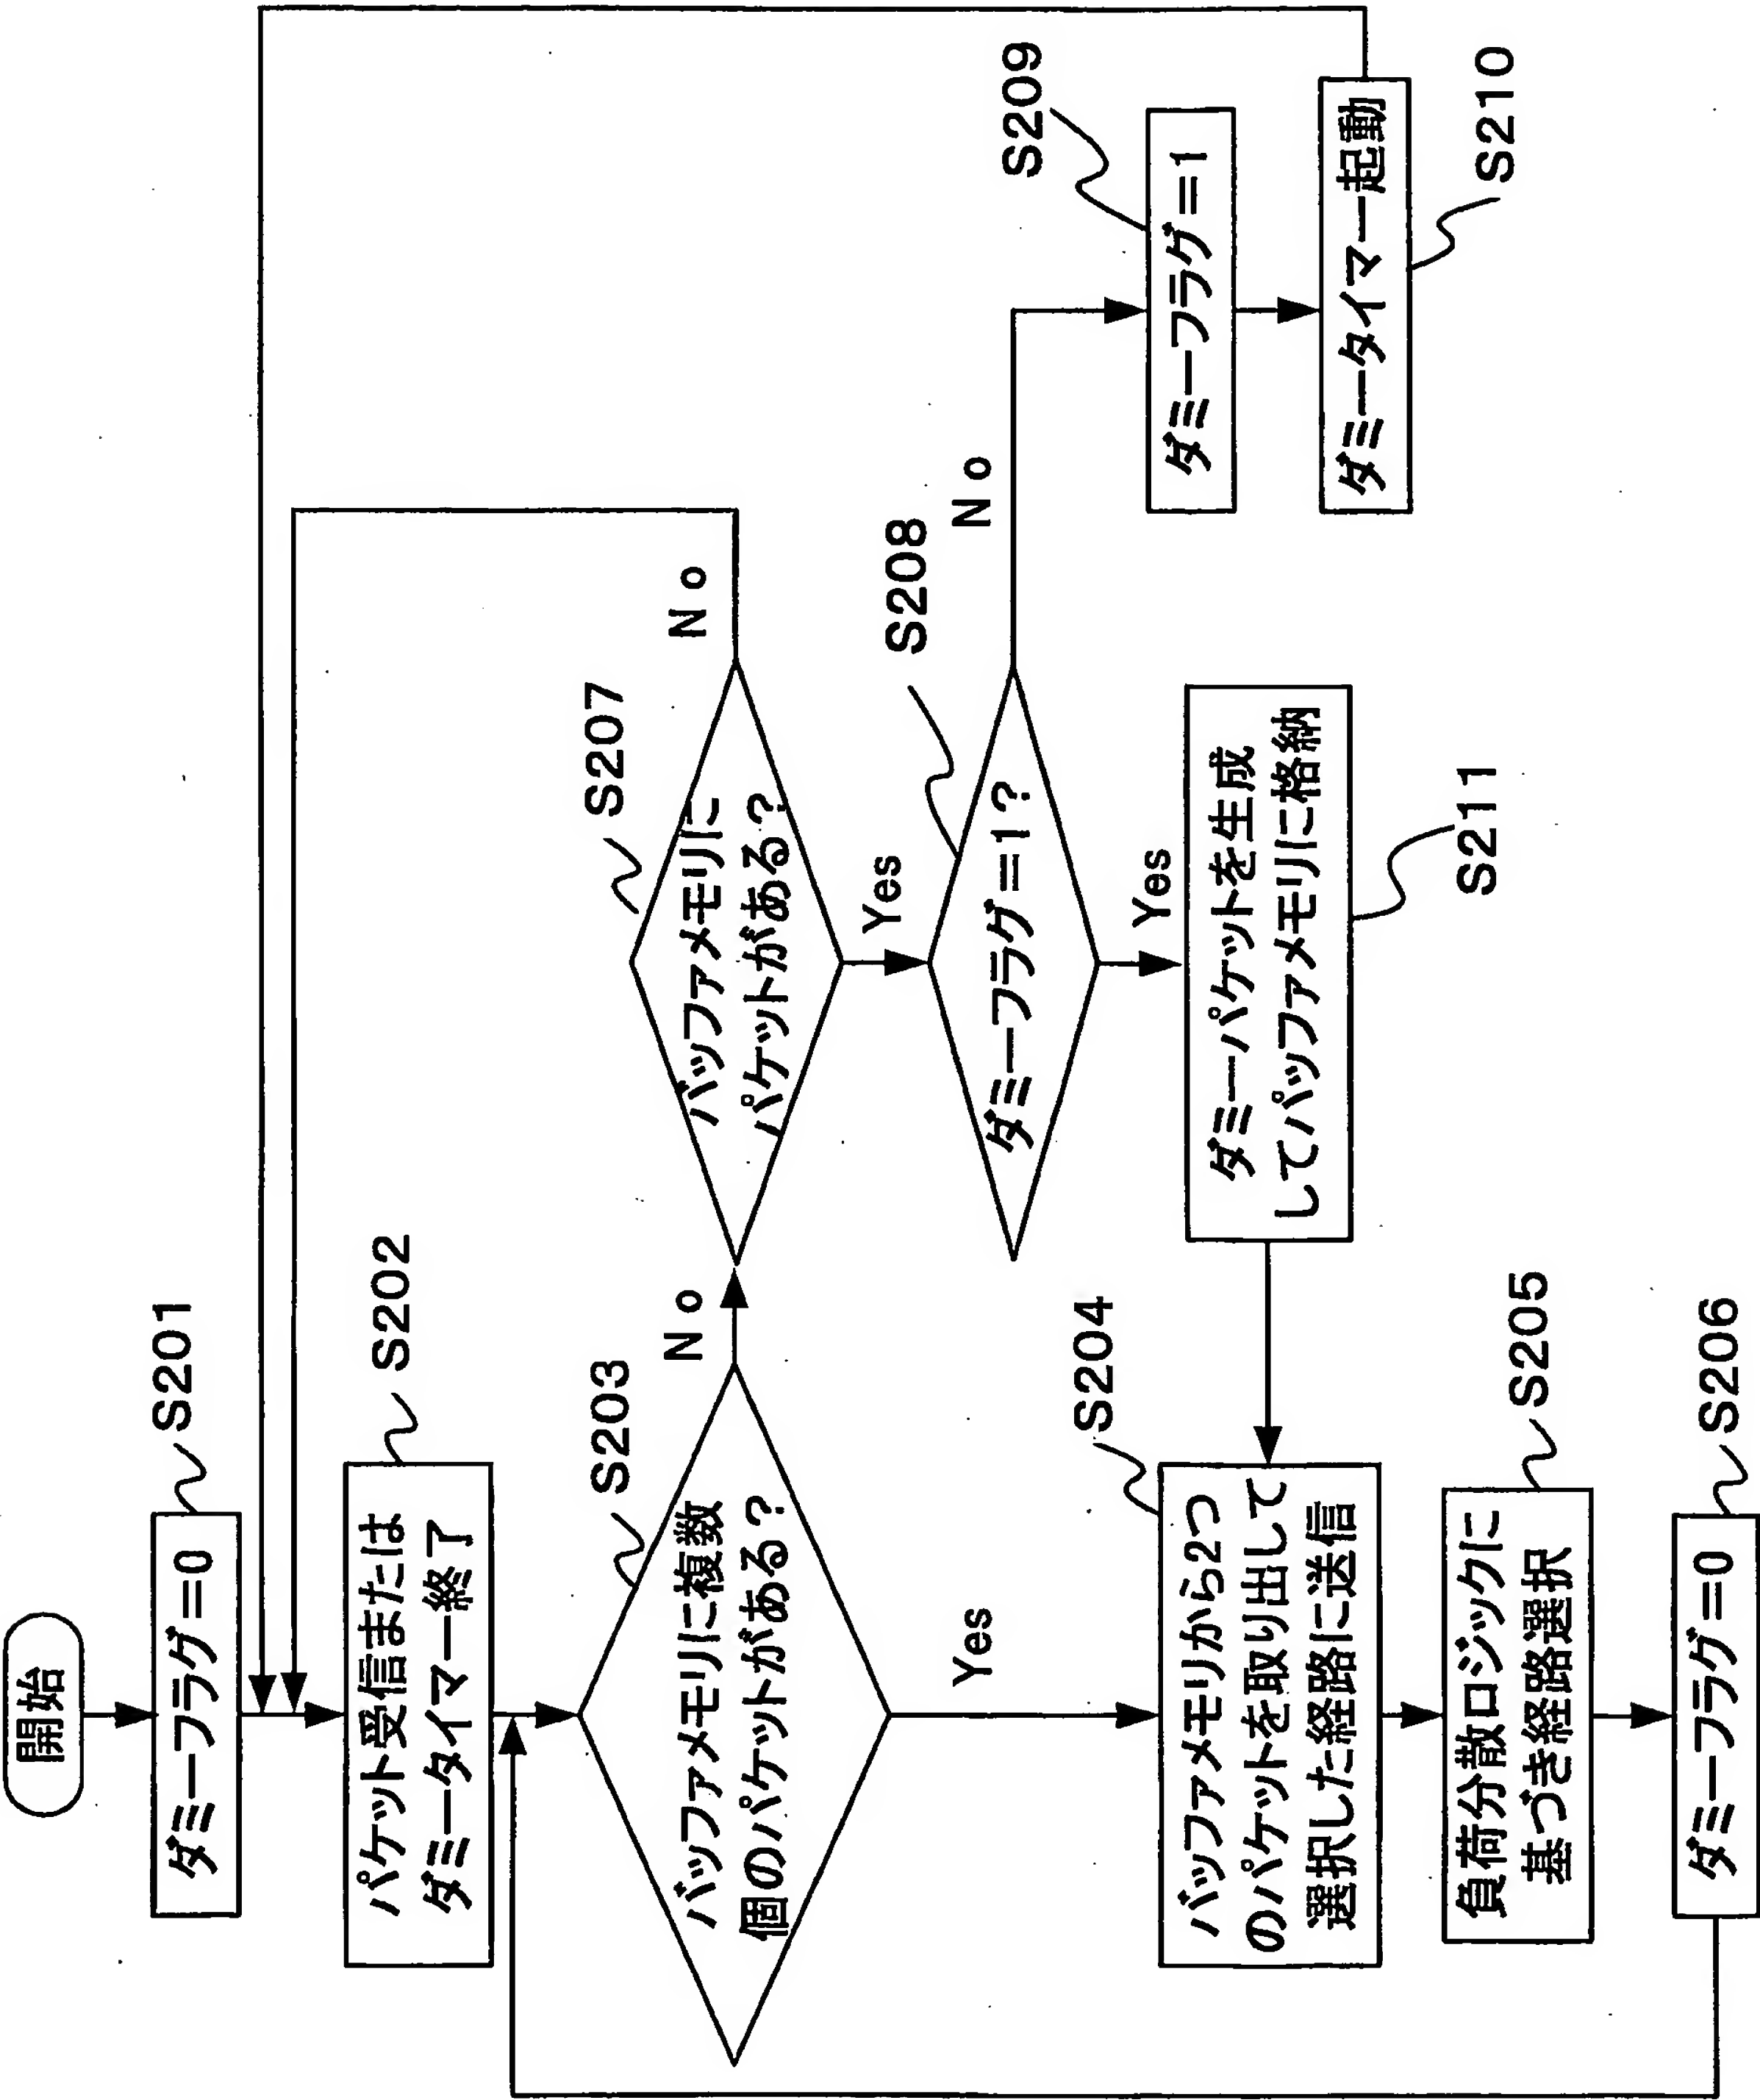 開始
S201
ダミーフラグ=0
S202
パケット受信または
ダミータイマー終了
S203
バッファメモリに複数
個のパケットがある?
No
Yes
S207
バッファメモリに
パケットがある?
No
Yes
S208
ダミーフラグ=1?
No
Yes
S209
ダミーフラグ=1
S210
ダミータイマー起動
S211
ダミーパケットを生成
してバッファメモリに格納
S204
バッファメモリから2つ
のパケットを取り出して
選択した経路に送信
S205
負荷分散ロジックに
基づき経路選択
S206
ダミーフラグ=0